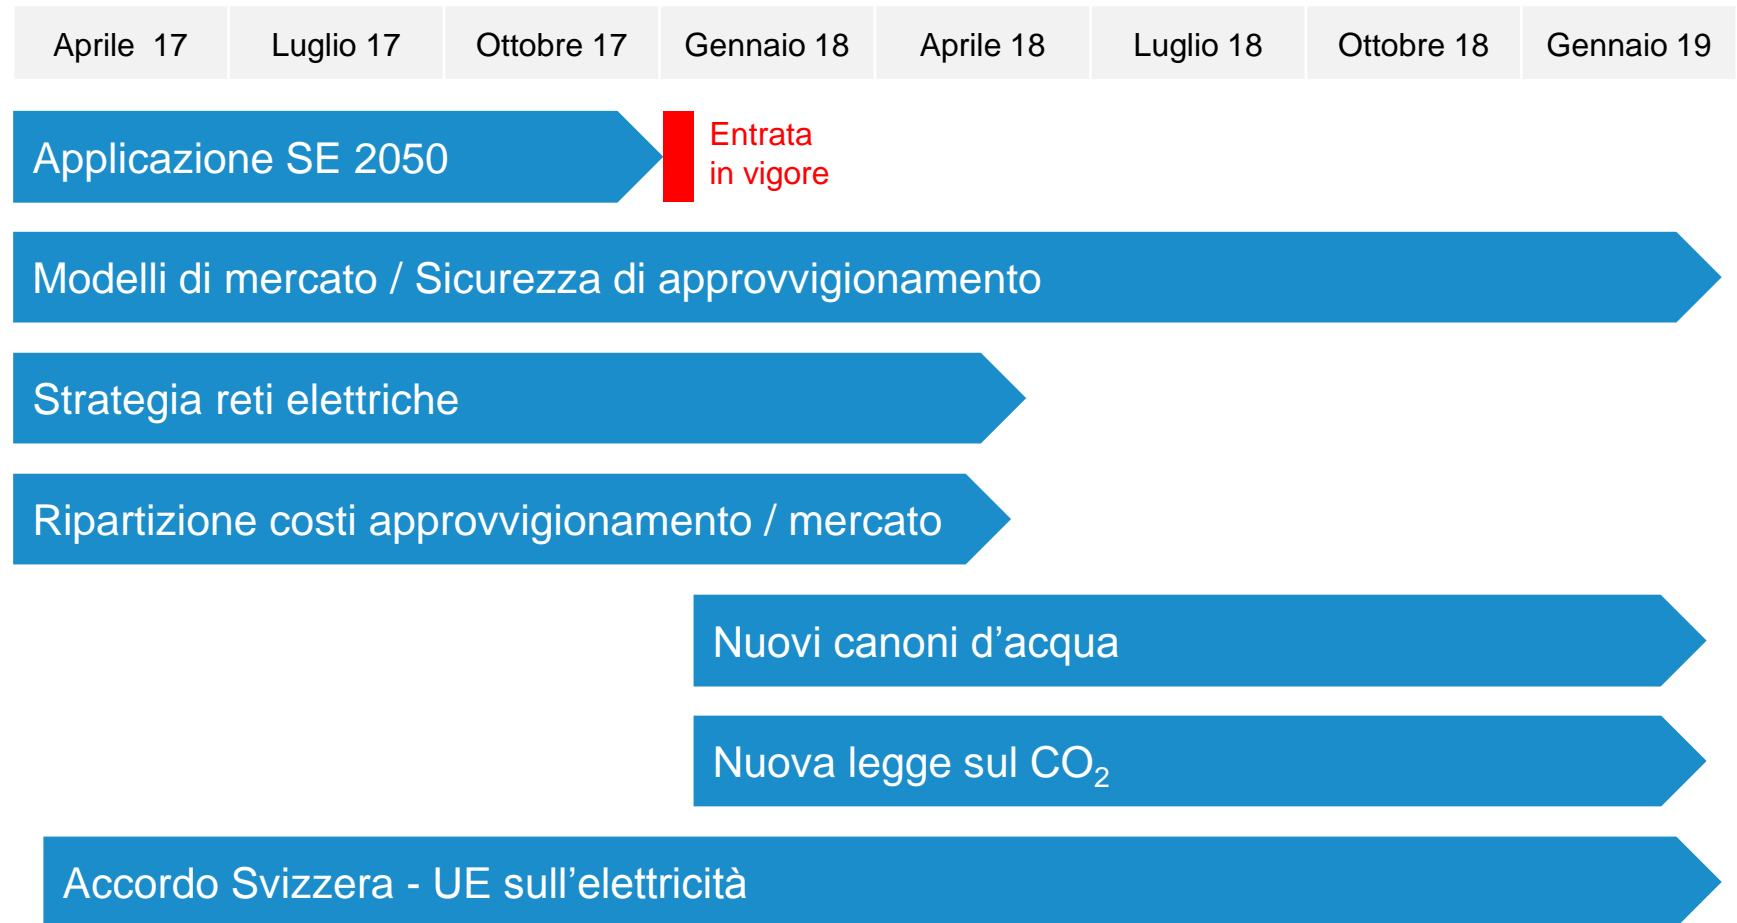 Aprile  17 Luglio 17 Ottobre 17 Gennaio 18 Aprile 18 Luglio 18 Ottobre 18 Gennaio 19
Applicazione SE 2050
Entrata
in vigore
Modelli di mercato / Sicurezza di approvvigionamento
Strategia reti elettriche
Ripartizione costi approvvigionamento / mercato
Nuovi canoni d’acqua
Nuova legge sul CO₂
Accordo Svizzera - UE sull’elettricità